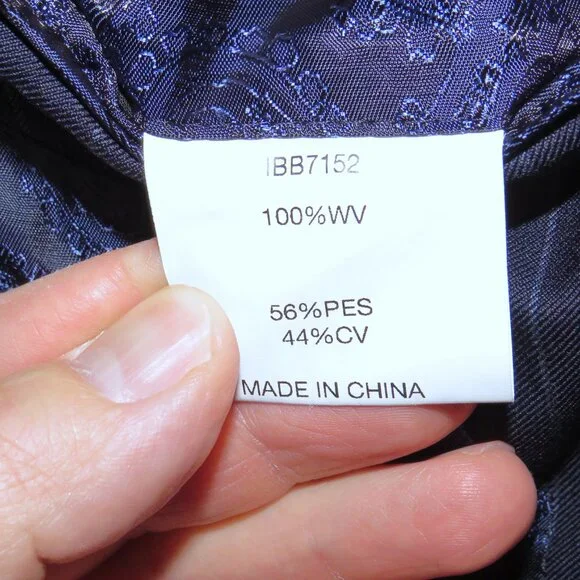 IBB7152
100%WV
56%PES
44%CV
MADE IN CHINA